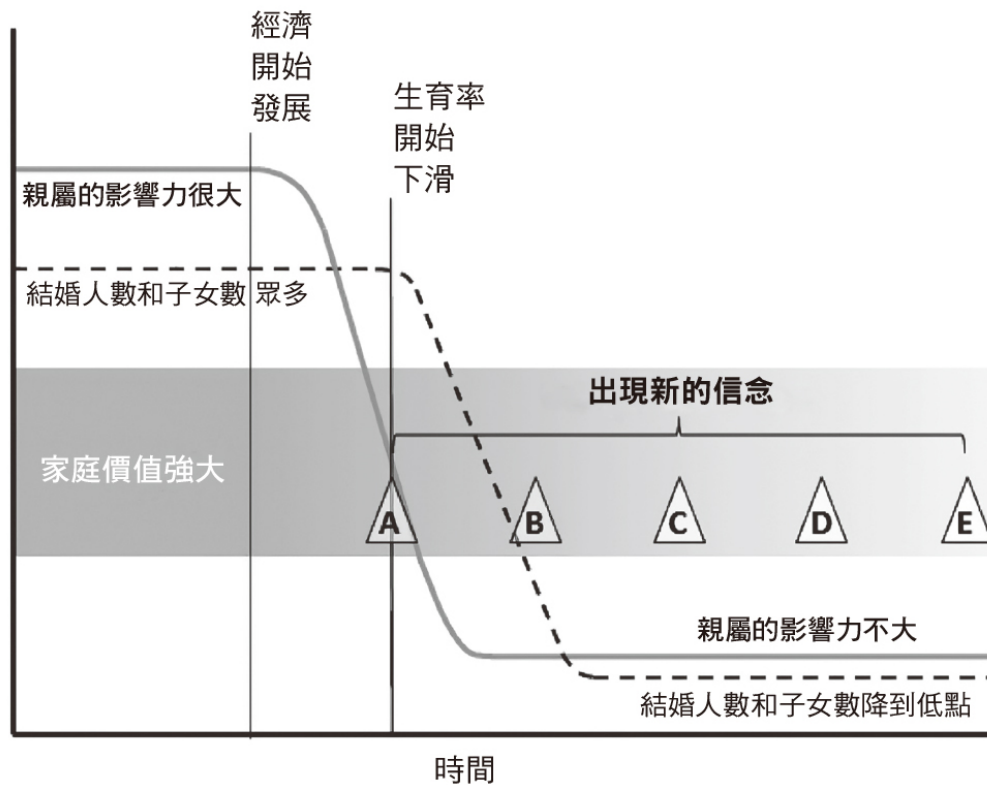 經濟
開始
發展
生育率
開始
下滑
親屬的影響力很大
結婚人數和子女數眾多
出現新的信念
家庭價值強大
A
B
C
D
E
親屬的影響力不大
結婚人數和子女數降到低點
時間